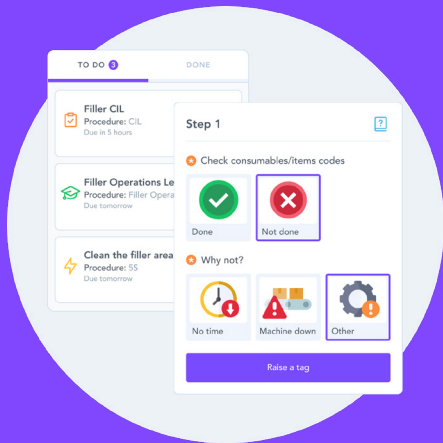 TO DO 3
DONE
Filler CIL
Procedure: CIL
Due in 5 hours
Filler Operations Le
Procedure: Filler Opera
Due tomorrow
Clean the filler area
Procedure: 5S
Due tomorrow
Step 1
?
Check consumables/items codes
Done
Not done
Why not?
No time
Machine down
Other
Raise a tag